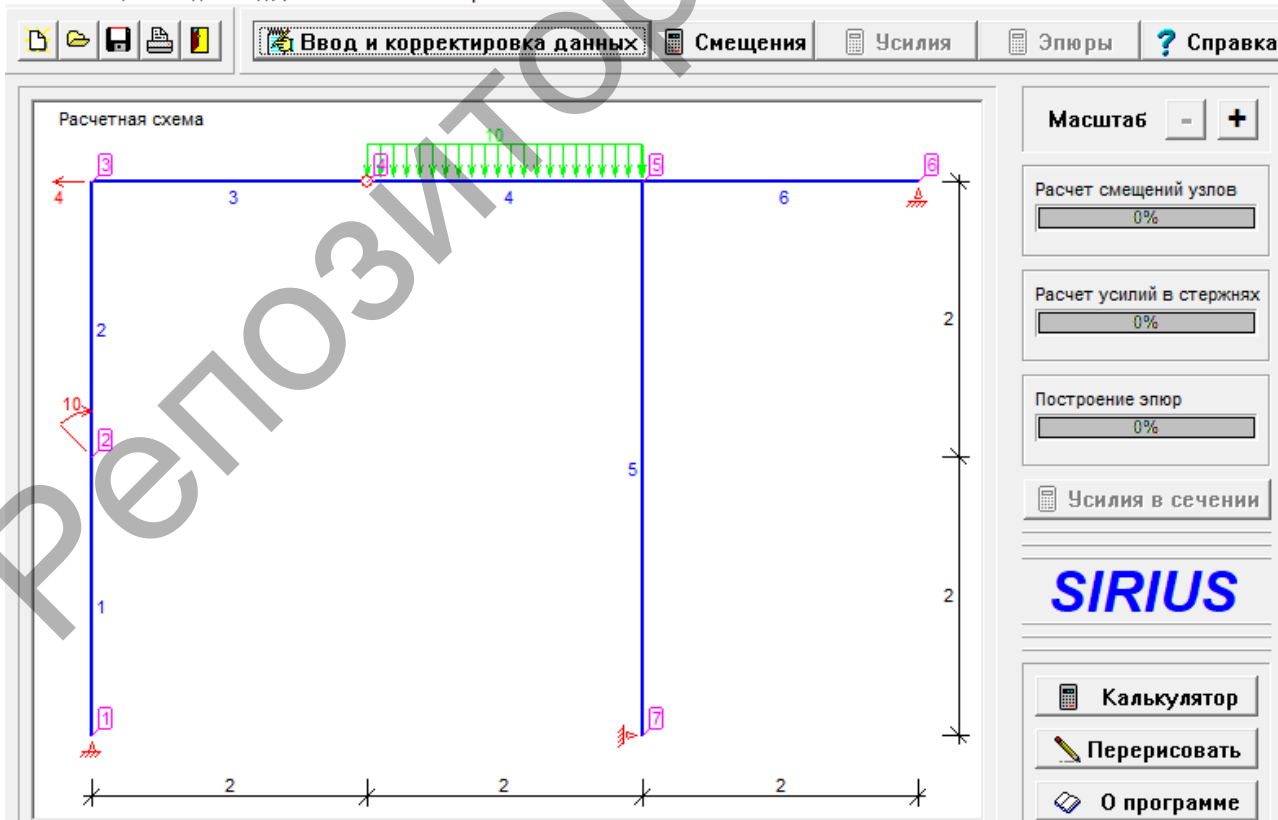 Ввод и корректировка данных Смещения Усилия Эпюры ? Справка
Расчетная схема
10
3 4 5 6
4 3 4 6
2 5 2
10
2
1 2
1 7
2 2 2
Масштаб - +
Расчет смещений узлов
0%
Расчет усилий в стержнях
0%
Построение эпюр
0%
Усилия в сечении
SIRIUS
Калькулятор
Перерисовать
О программе
Репозитор